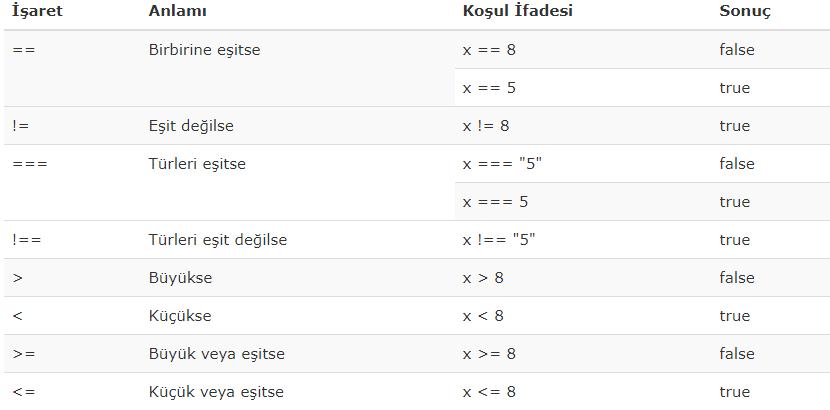 İşaret Anlamı Koşul İfadesi Sonuç
== Birbirine eşitse x == 8 false
x == 5 true
!= Eşit değilse x != 8 true
=== Türleri eşitse x === "5" false
x === 5 true
!== Türleri eşit değilse x !== "5" true
> Büyükse x > 8 false
< Küçükse x < 8 true
>= Büyük veya eşitse x >= 8 false
<= Küçük veya eşitse x <= 8 true